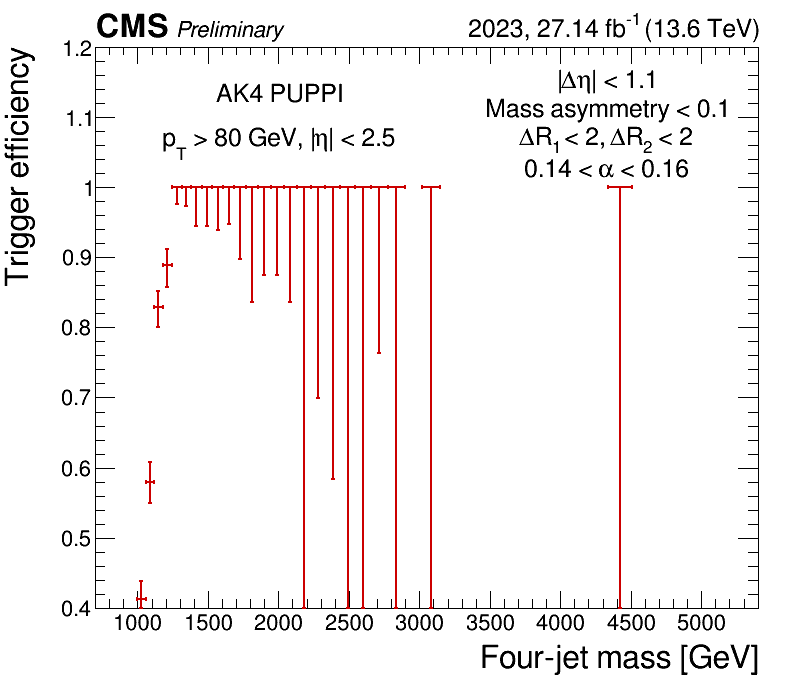 CMS Preliminary 2023, 27.14 fb⁻¹ (13.6 TeV)
Trigger efficiency
1.2
1.1
1
0.9
0.8
0.7
0.6
0.5
0.4
AK4 PUPPI
p_T > 80 GeV, |η| < 2.5
|Δη| < 1.1
Mass asymmetry < 0.1
ΔR₁ < 2, ΔR₂ < 2
0.14 < α < 0.16
1000 1500 2000 2500 3000 3500 4000 4500 5000
Four-jet mass [GeV]